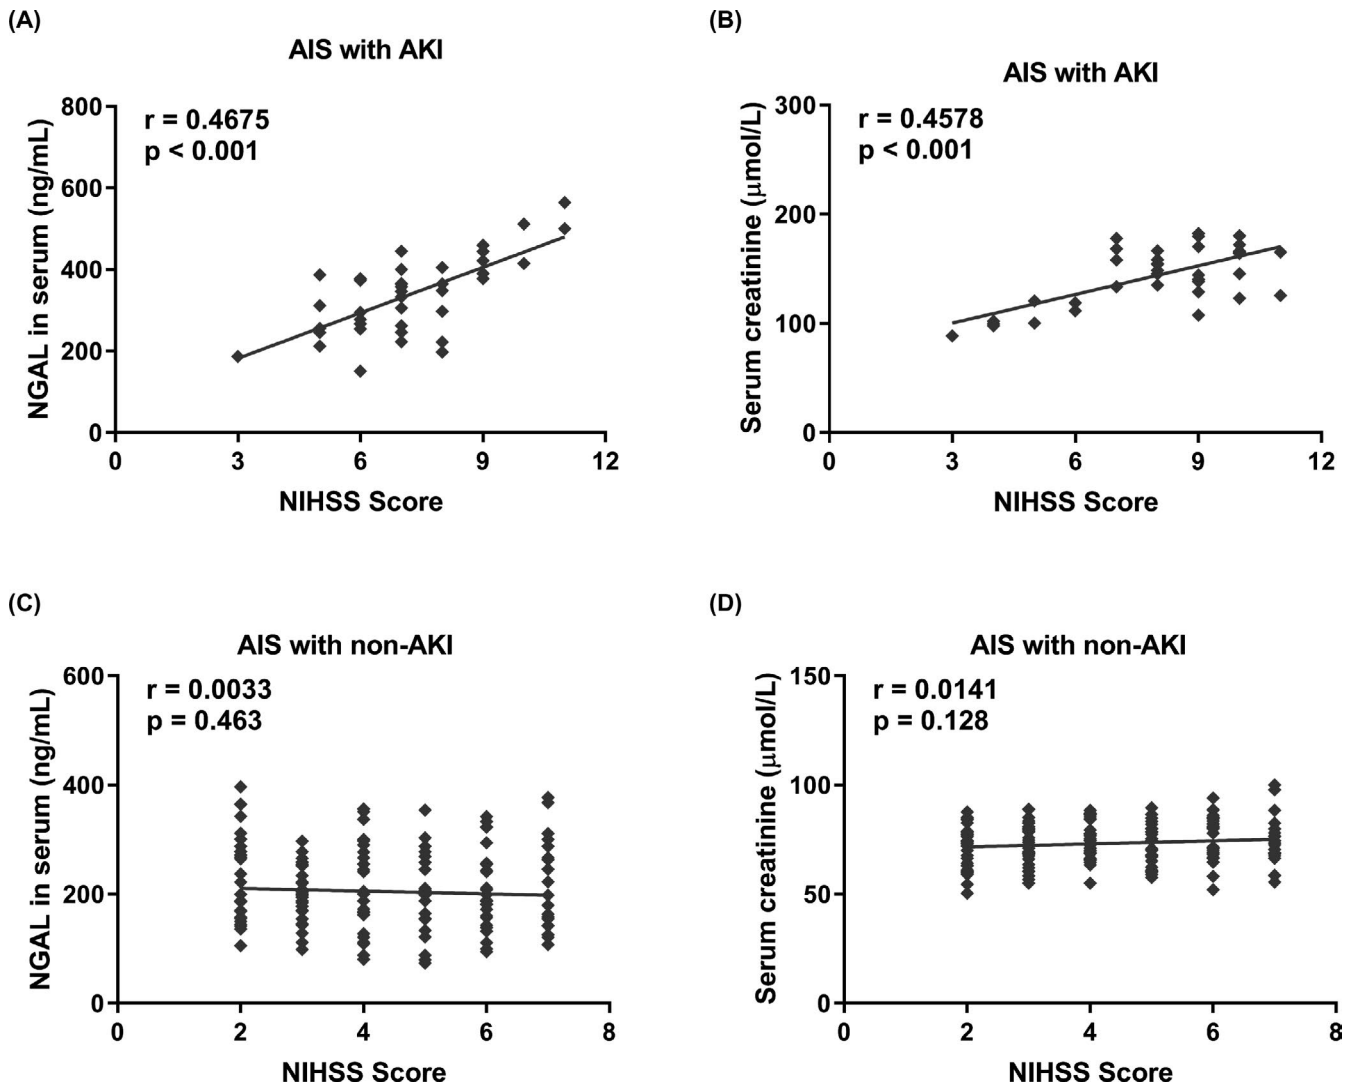 (A)
AIS with AKI
r = 0.4675
p < 0.001
NGAL in serum (ng/mL)
800
600
400
200
0
0 3 6 9 12
NIHSS Score
(B)
AIS with AKI
r = 0.4578
p < 0.001
Serum creatinine (μmol/L)
300
200
100
0
0 3 6 9 12
NIHSS Score
(C)
AIS with non-AKI
r = 0.0033
p = 0.463
NGAL in serum (ng/mL)
600
400
200
0
0 2 4 6 8
NIHSS Score
(D)
AIS with non-AKI
r = 0.0141
p = 0.128
Serum creatinine (μmol/L)
150
100
50
0
0 2 4 6 8
NIHSS Score